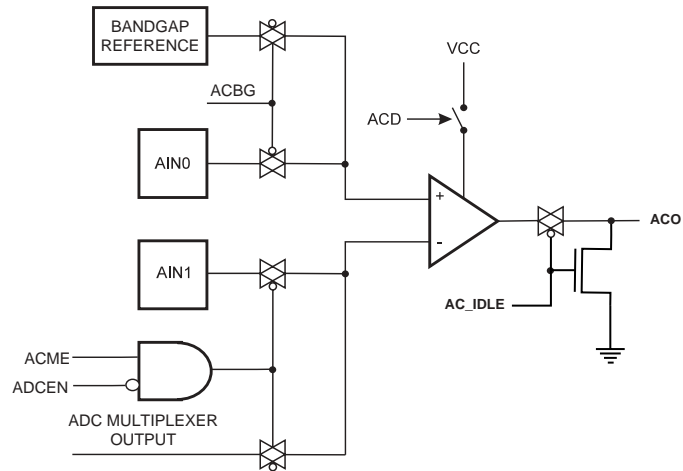 BANDGAP
REFERENCE
VCC
ACBG
ACD
AIN0
+
-
ACO
AIN1
AC_IDLE
ACME
ADCEN
ADC MULTIPLEXER
OUTPUT